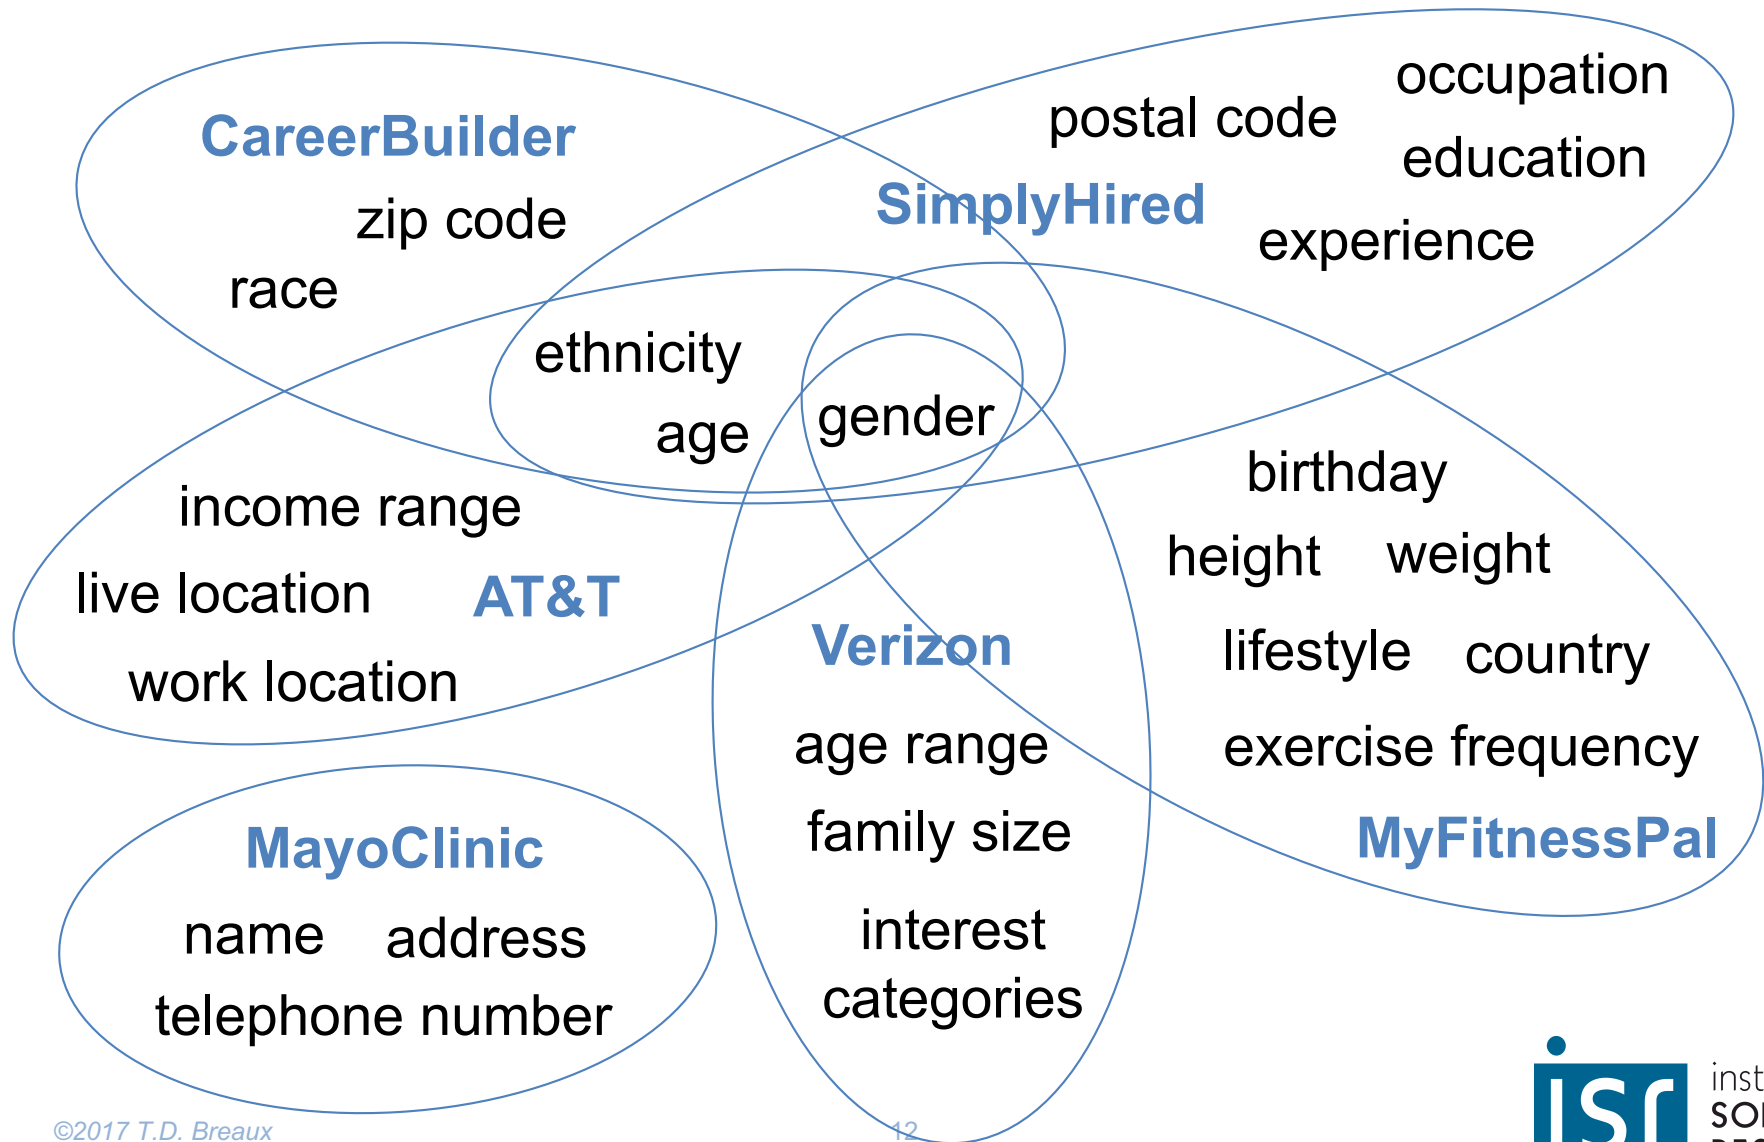 occupation
postal code
CareerBuilder
education
SimplyHired
zip code
experience
race
ethnicity
gender
age
birthday
income range
height weight
live location AT&T
Verizon
lifestyle country
work location
age range
exercise frequency
family size
MyFitnessPal
MayoClinic
name address
interest
categories
telephone number
isr
©2017 T.D. Breaux
12